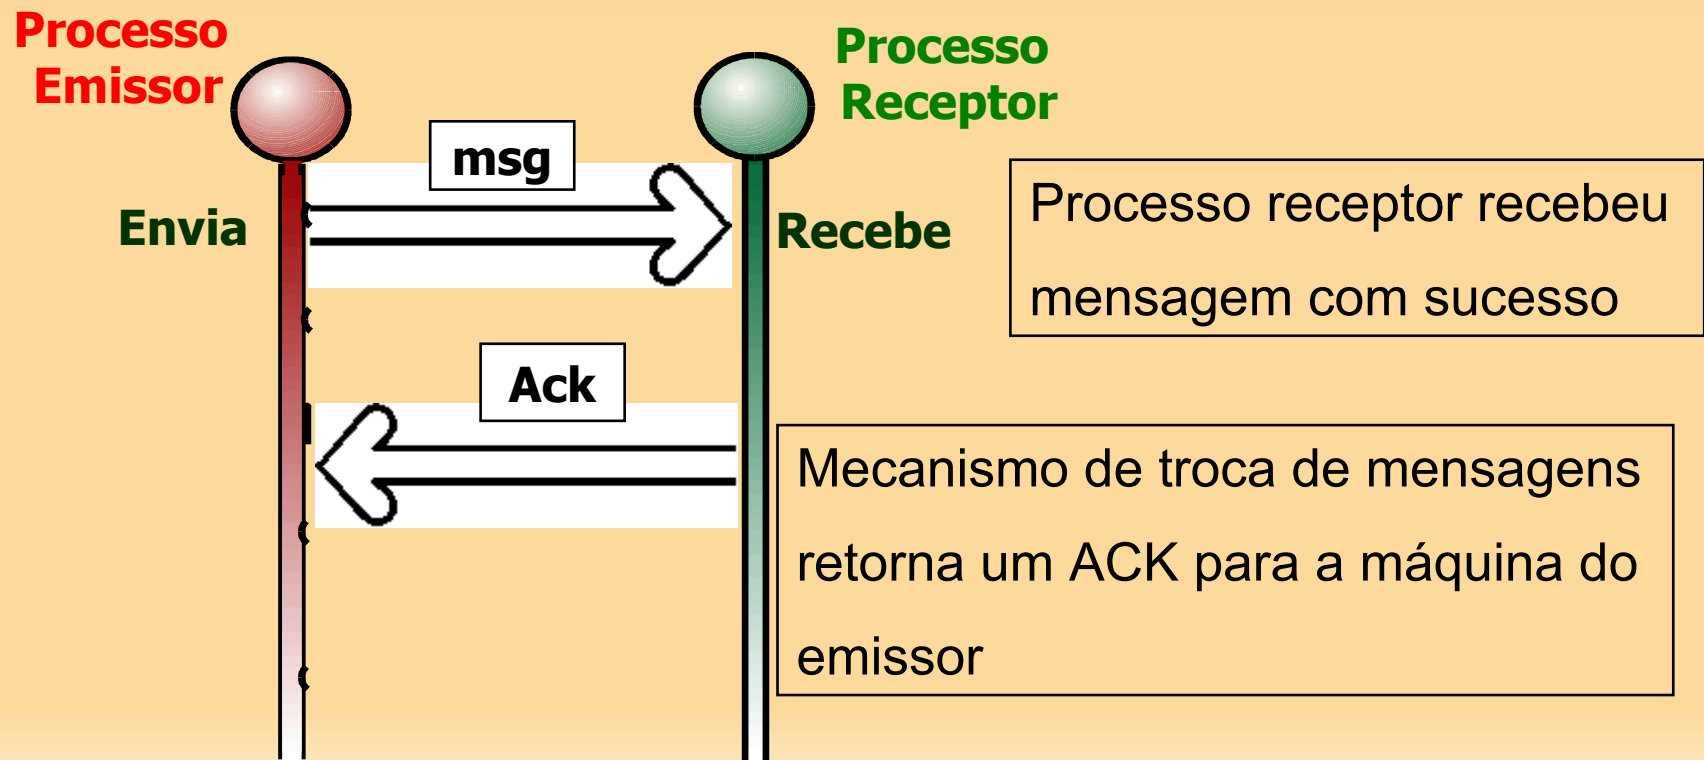 Processo
Emissor
Processo
Receptor
msg
Envia
Recebe
Processo receptor recebeu
mensagem com sucesso
Ack
Mecanismo de troca de mensagens
retorna um ACK para a máquina do
emissor